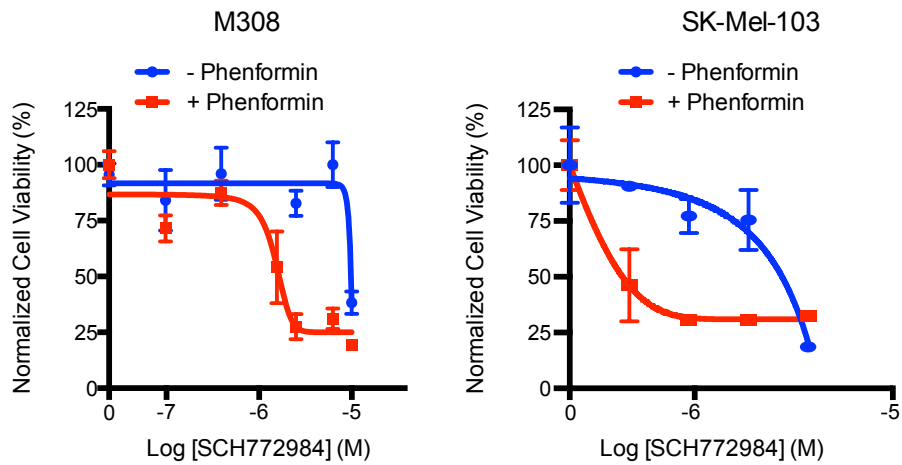 M308
- Phenformin
+ Phenformin
Normalized Cell Viability (%)
125
100
75
50
25
0
0
-7
-6
-5
Log [SCH772984] (M)
SK-Mel-103
- Phenformin
+ Phenformin
Normalized Cell Viability (%)
125
100
75
50
25
0
0
-6
-5
Log [SCH772984] (M)